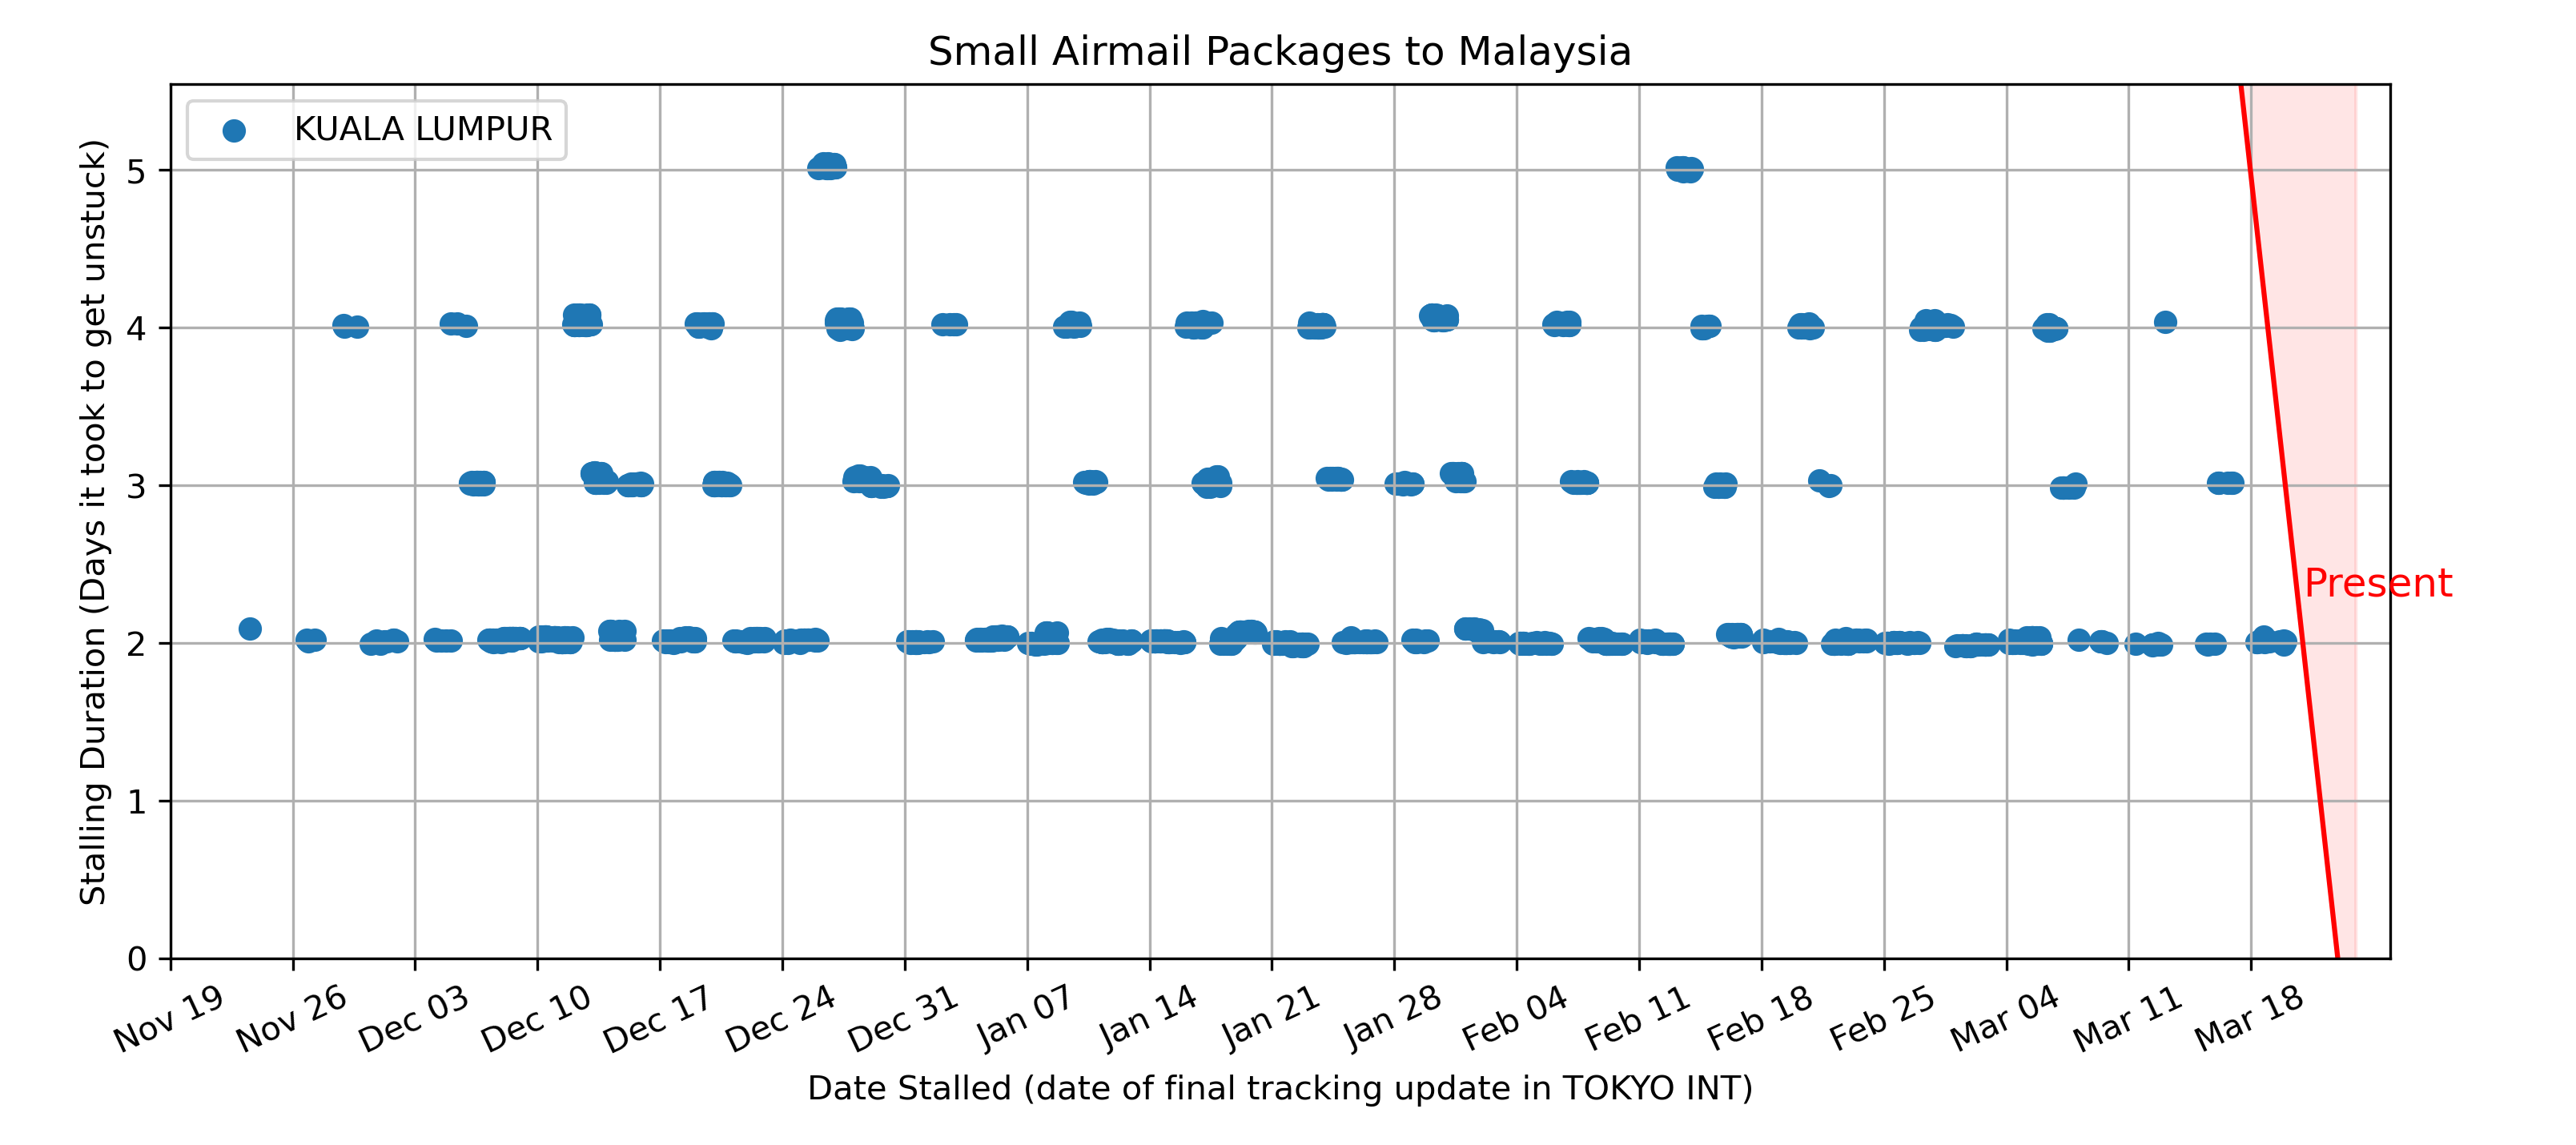 Small Airmail Packages to Malaysia
KUALA LUMPUR
Stalling Duration (Days it took to get unstuck)
5
4
3
2
1
0
Present
Nov 19
Nov 26
Dec 03
Dec 10
Dec 17
Dec 24
Dec 31
Jan 07
Jan 14
Jan 21
Jan 28
Feb 04
Feb 11
Feb 18
Feb 25
Mar 04
Mar 11
Mar 18
Date Stalled (date of final tracking update in TOKYO INT)